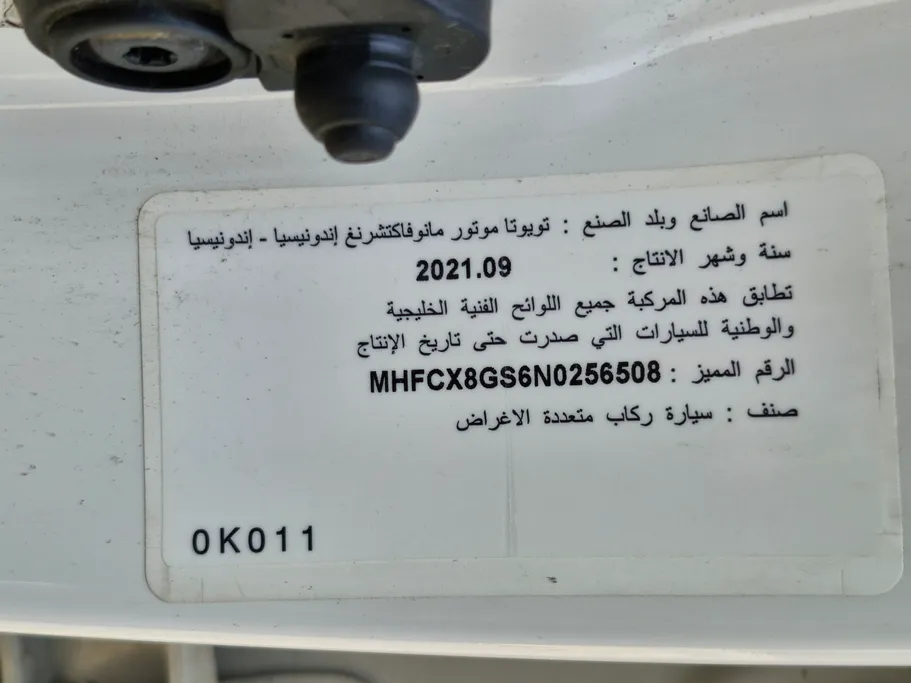 اسم الصانع وبلد الصنع : تويوتا موتور مانوفاكتشرنغ إندونيسيا - إندونيسيا
سنة وشهر الانتاج : 2021.09
تطابق هذه المركبة جميع اللوائح الفنية الخليجية
والوطنية للسيارات التي صدرت حتى تاريخ الإنتاج
الرقم المميز : MHFCX8GS6N0256508
صنف : سيارة ركاب متعددة الاغراض
0K011